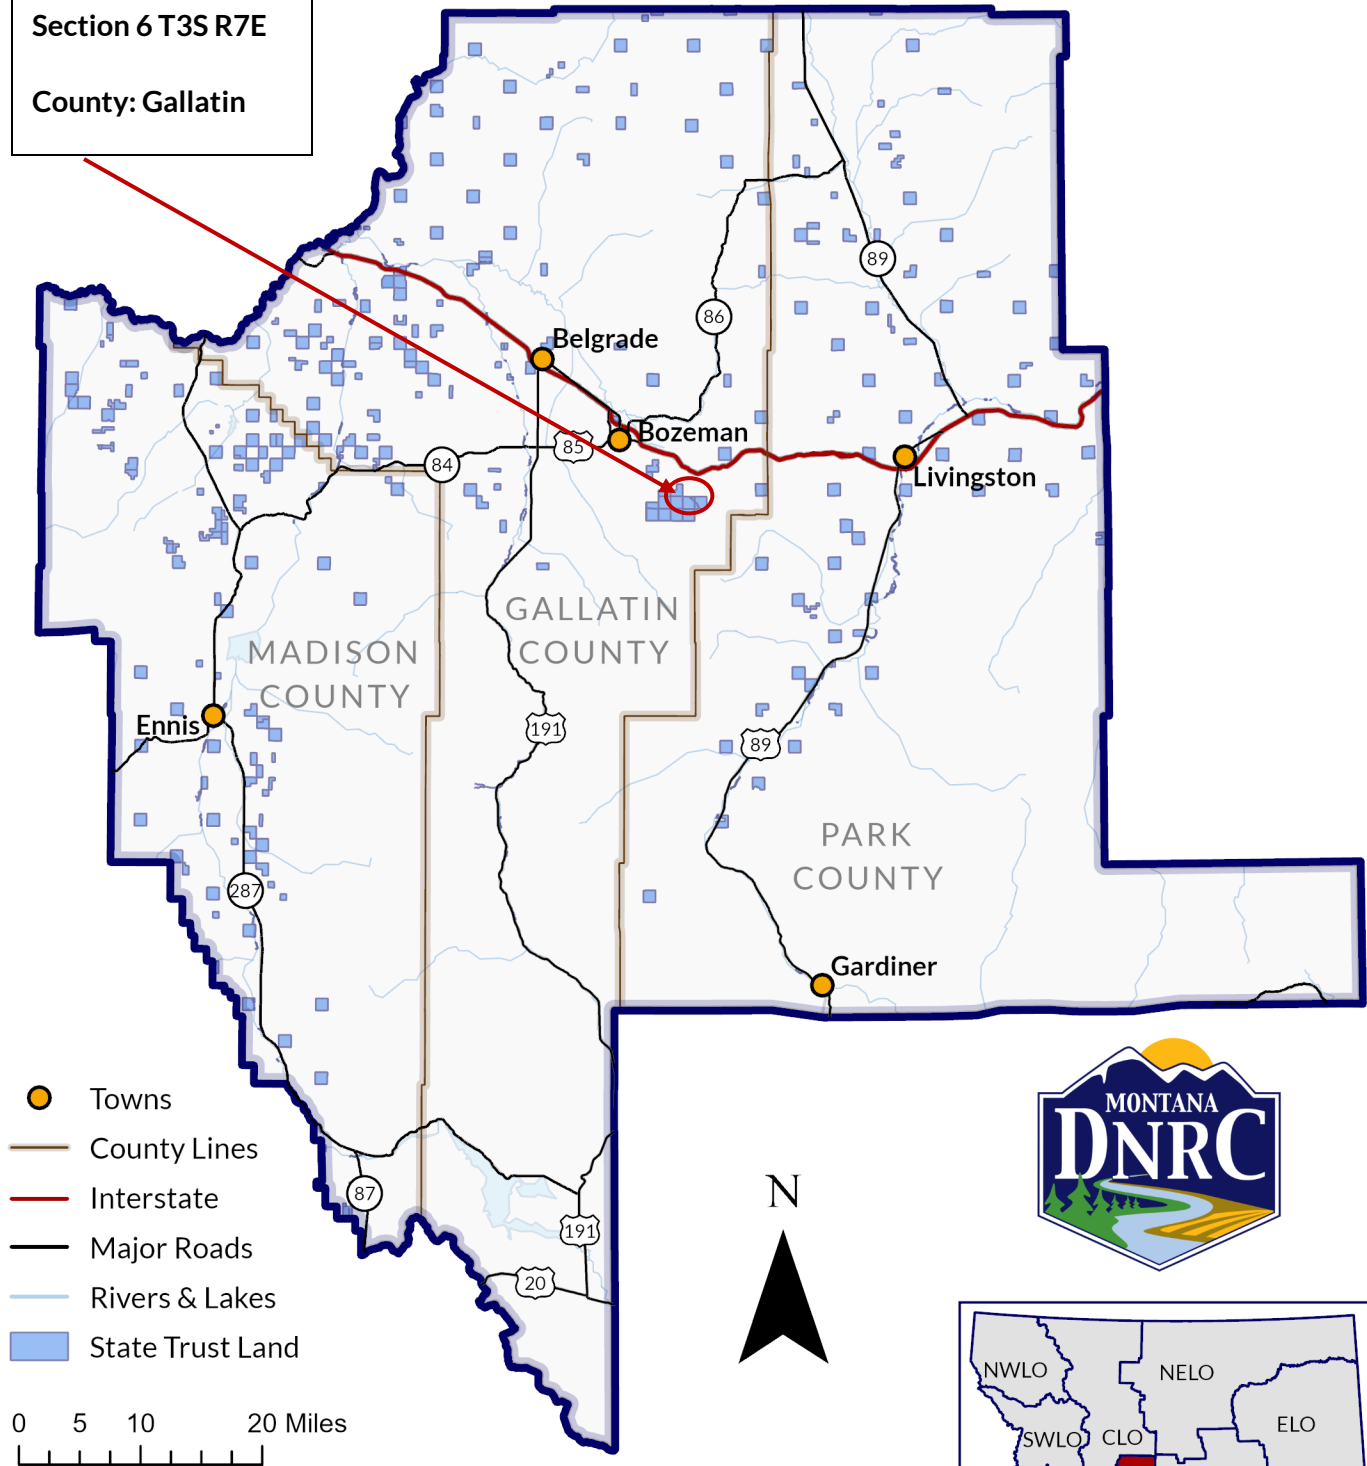 Section 6 T3S R7E
County: Gallatin
89
86
Belgrade
Bozeman
85
84
Livingston
GALLATIN
COUNTY
MADISON
COUNTY
Ennis
191
89
PARK
COUNTY
287
Gardiner
Towns
County Lines
Interstate
Major Roads
Rivers & Lakes
State Trust Land
0 5 10 20 Miles
87
191
20
N
MONTANA
DNRC
NWLO
NELO
SWLO
CLO
ELO